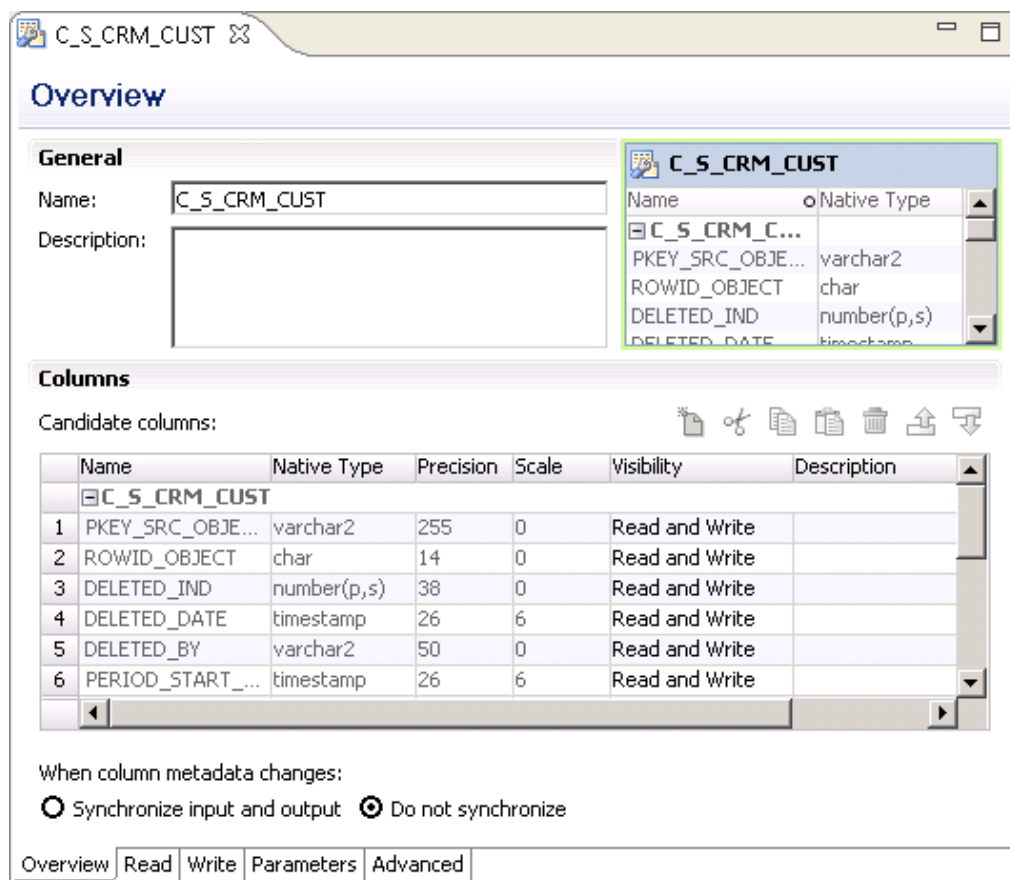 C_S_CRM_CUST
Overview
General
Name: C_S_CRM_CUST
Description:
C_S_CRM_CUST
Name Native Type
C_S_CRM_C...
PKEY_SRC_OBJE... varchar2
ROWID_OBJECT char
DELETED_IND number(p,s)
DELETED_DATE timestamp
Columns
Candidate columns:
Name Native Type Precision Scale Visibility Description
C_S_CRM_CUST
1 PKEY_SRC_OBJE... varchar2 255 0 Read and Write
2 ROWID_OBJECT char 14 0 Read and Write
3 DELETED_IND number(p,s) 38 0 Read and Write
4 DELETED_DATE timestamp 26 6 Read and Write
5 DELETED_BY varchar2 50 0 Read and Write
6 PERIOD_START_... timestamp 26 6 Read and Write
When column metadata changes:
Synchronize input and output Do not synchronize
Overview Read Write Parameters Advanced